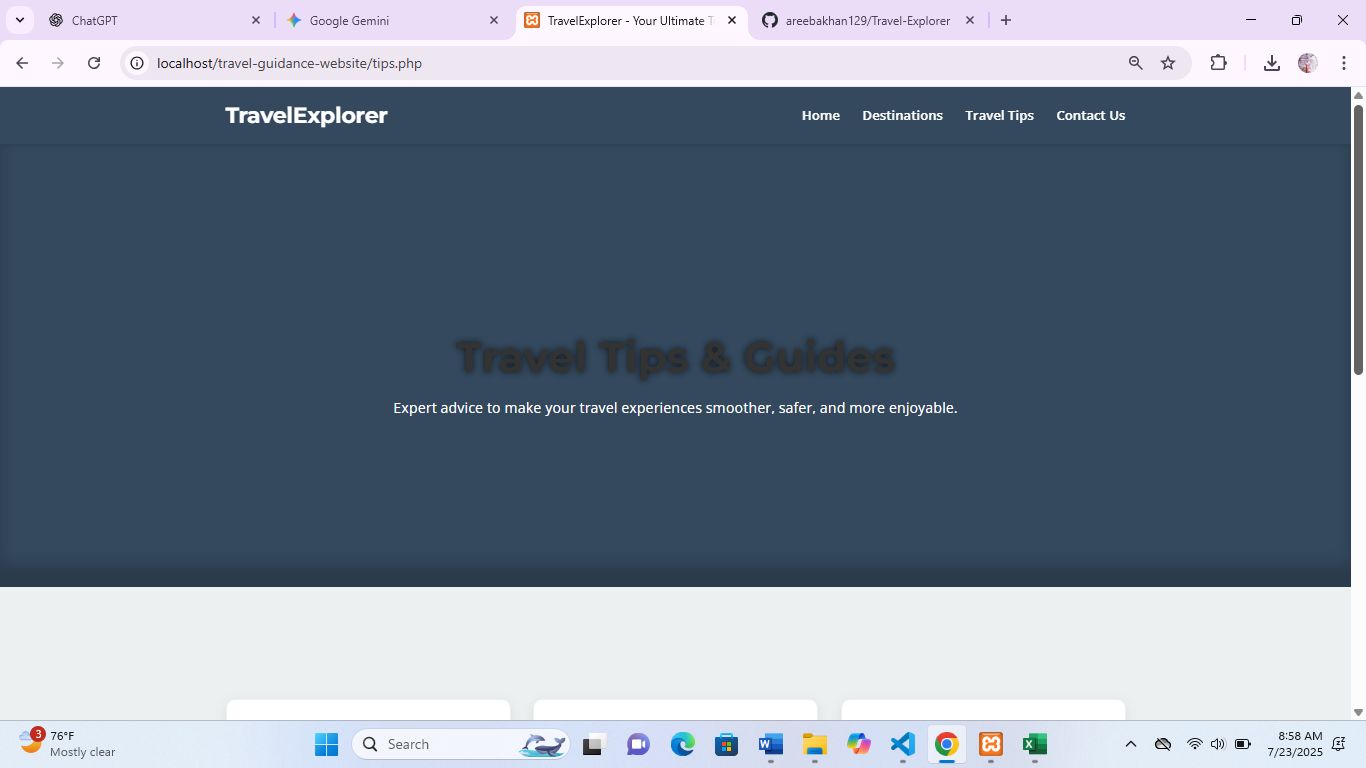 ChatGPT
Google Gemini
TravelExplorer - Your Ultimate T
areebakhan129/Travel-Explorer
localhost/travel-guidance-website/tips.php
TravelExplorer
Home Destinations Travel Tips Contact Us
Travel Tips & Guides
Expert advice to make your travel experiences smoother, safer, and more enjoyable.
3
76°F
Mostly clear
Search
8:58 AM
7/23/2025